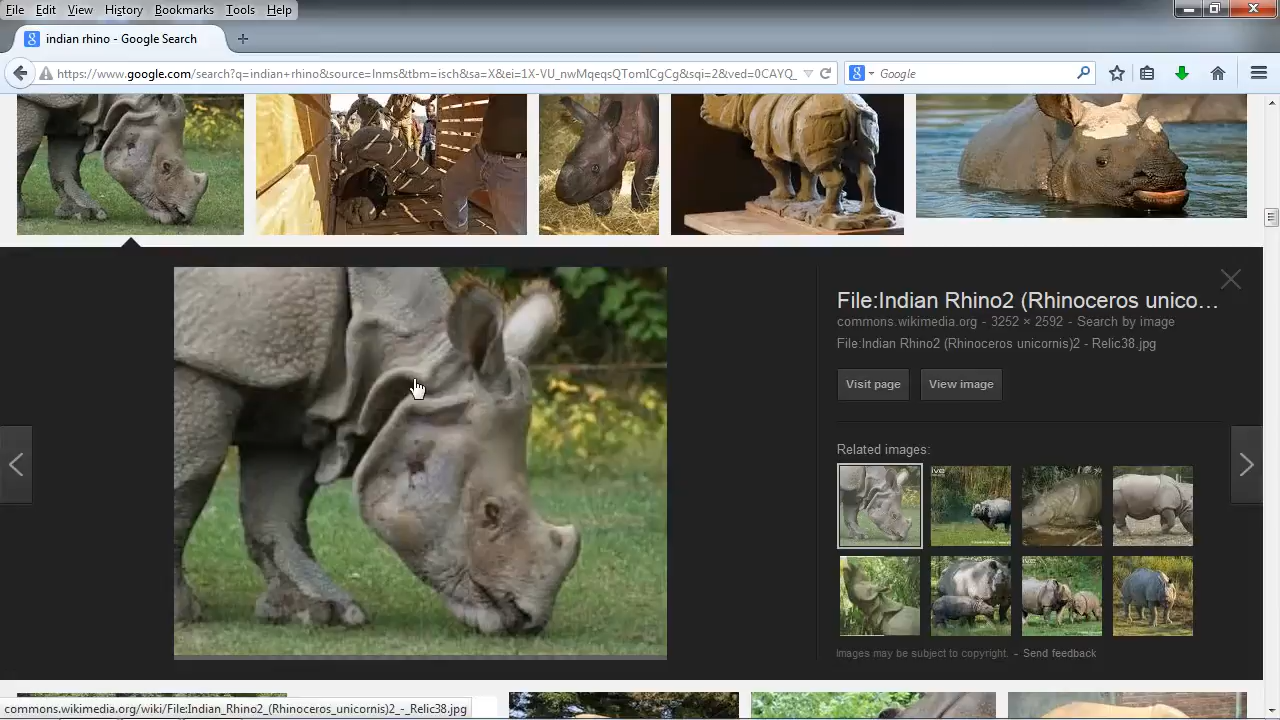 File Edit View History Bookmarks Tools Help
indian rhino - Google Search
https://www.google.com/search?q=indian+rhino&source=lnms&tbm=isch&sa=X&ei=1X-VU_nwMqeqsQTomICgCg&sqi=2&ved=0CAYQ_
Google
File:Indian Rhino2 (Rhinoceros unico...
commons.wikimedia.org - 3252 × 2592 - Search by image
File:Indian Rhino2 (Rhinoceros unicornis)2 - Relic38.jpg
Visit page View image
Related images:
Images may be subject to copyright. - Send feedback
commons.wikimedia.org/wiki/File:Indian_Rhino2_(Rhinoceros_unicornis)2_-_Relic38.jpg